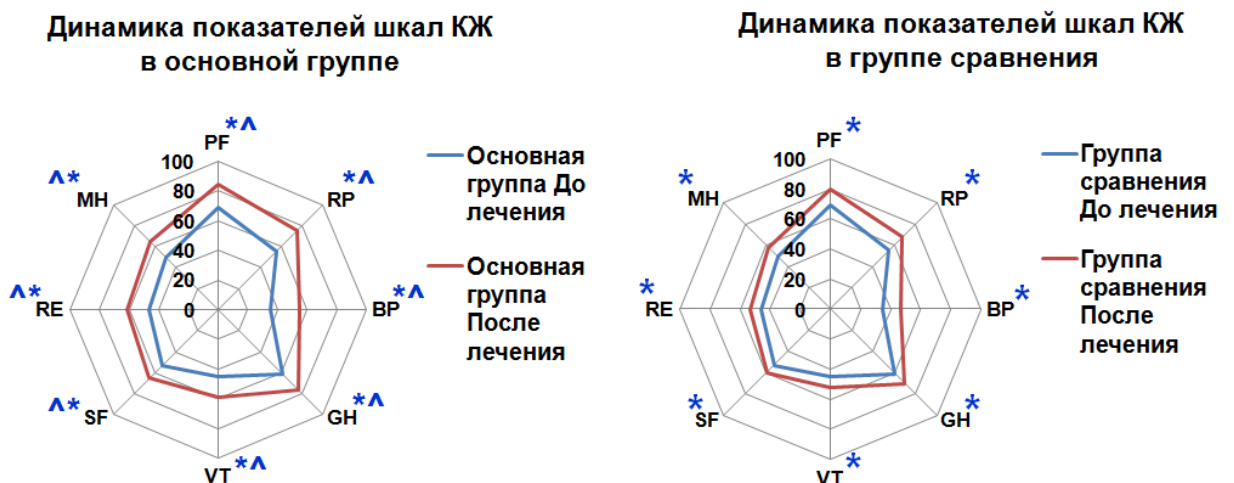 Динамика показателей шкал КЖ
в основной группе
PF*^
100
80
60
40
20
0
RP*^
BP*^
GH*^
VT*^
^*SF
^*RE
^*MH
Основная
группа До
лечения
Основная
группа
После
лечения
Динамика показателей шкал КЖ
в группе сравнения
PF*
100
80
60
40
20
0
RP*
BP*
GH*
VT*
*SF
*RE
*MH
Группа
сравнения
До лечения
Группа
сравнения
После
лечения